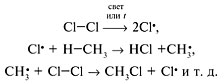 свет
Cl–Cl ⟶ 2Cl•,
или t
Cl• + H–CH₃ → HCl +CH₃•,
CH₃• + Cl–Cl → CH₃Cl + Cl• и т. д.